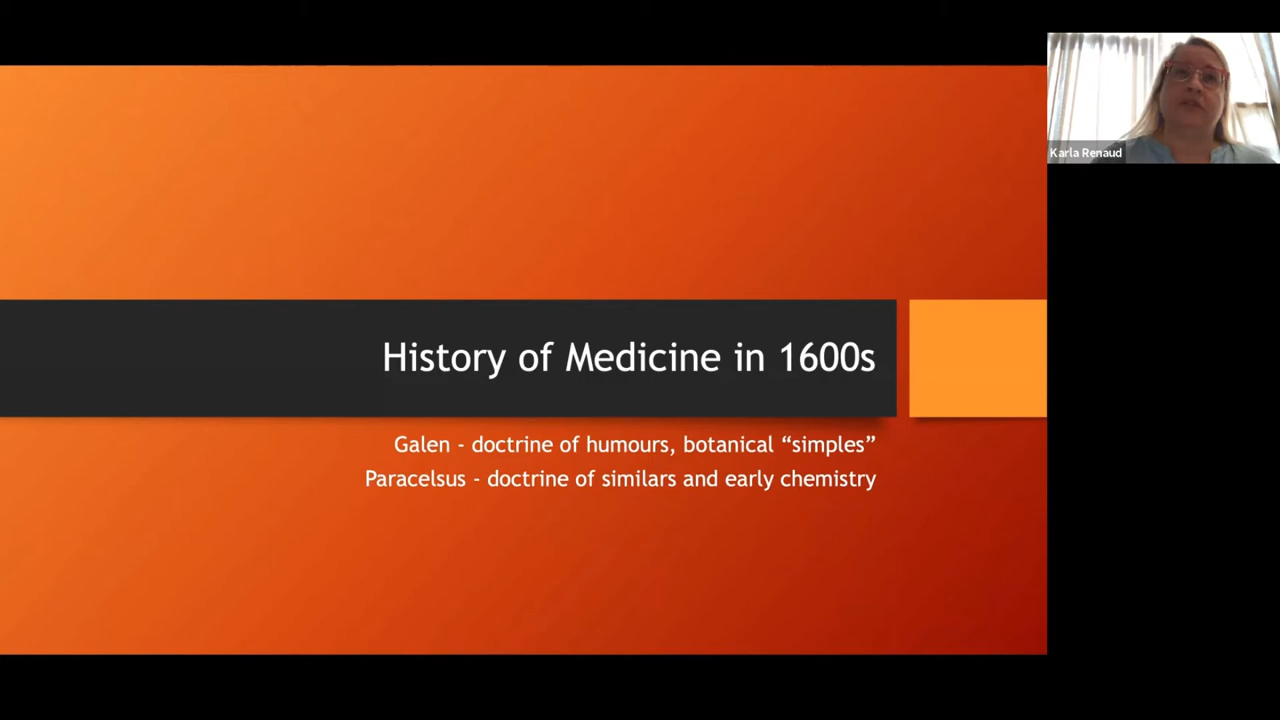 History of Medicine in 1600s
Galen - doctrine of humours, botanical “simples”
Paracelsus - doctrine of similars and early chemistry
Karla Renaud